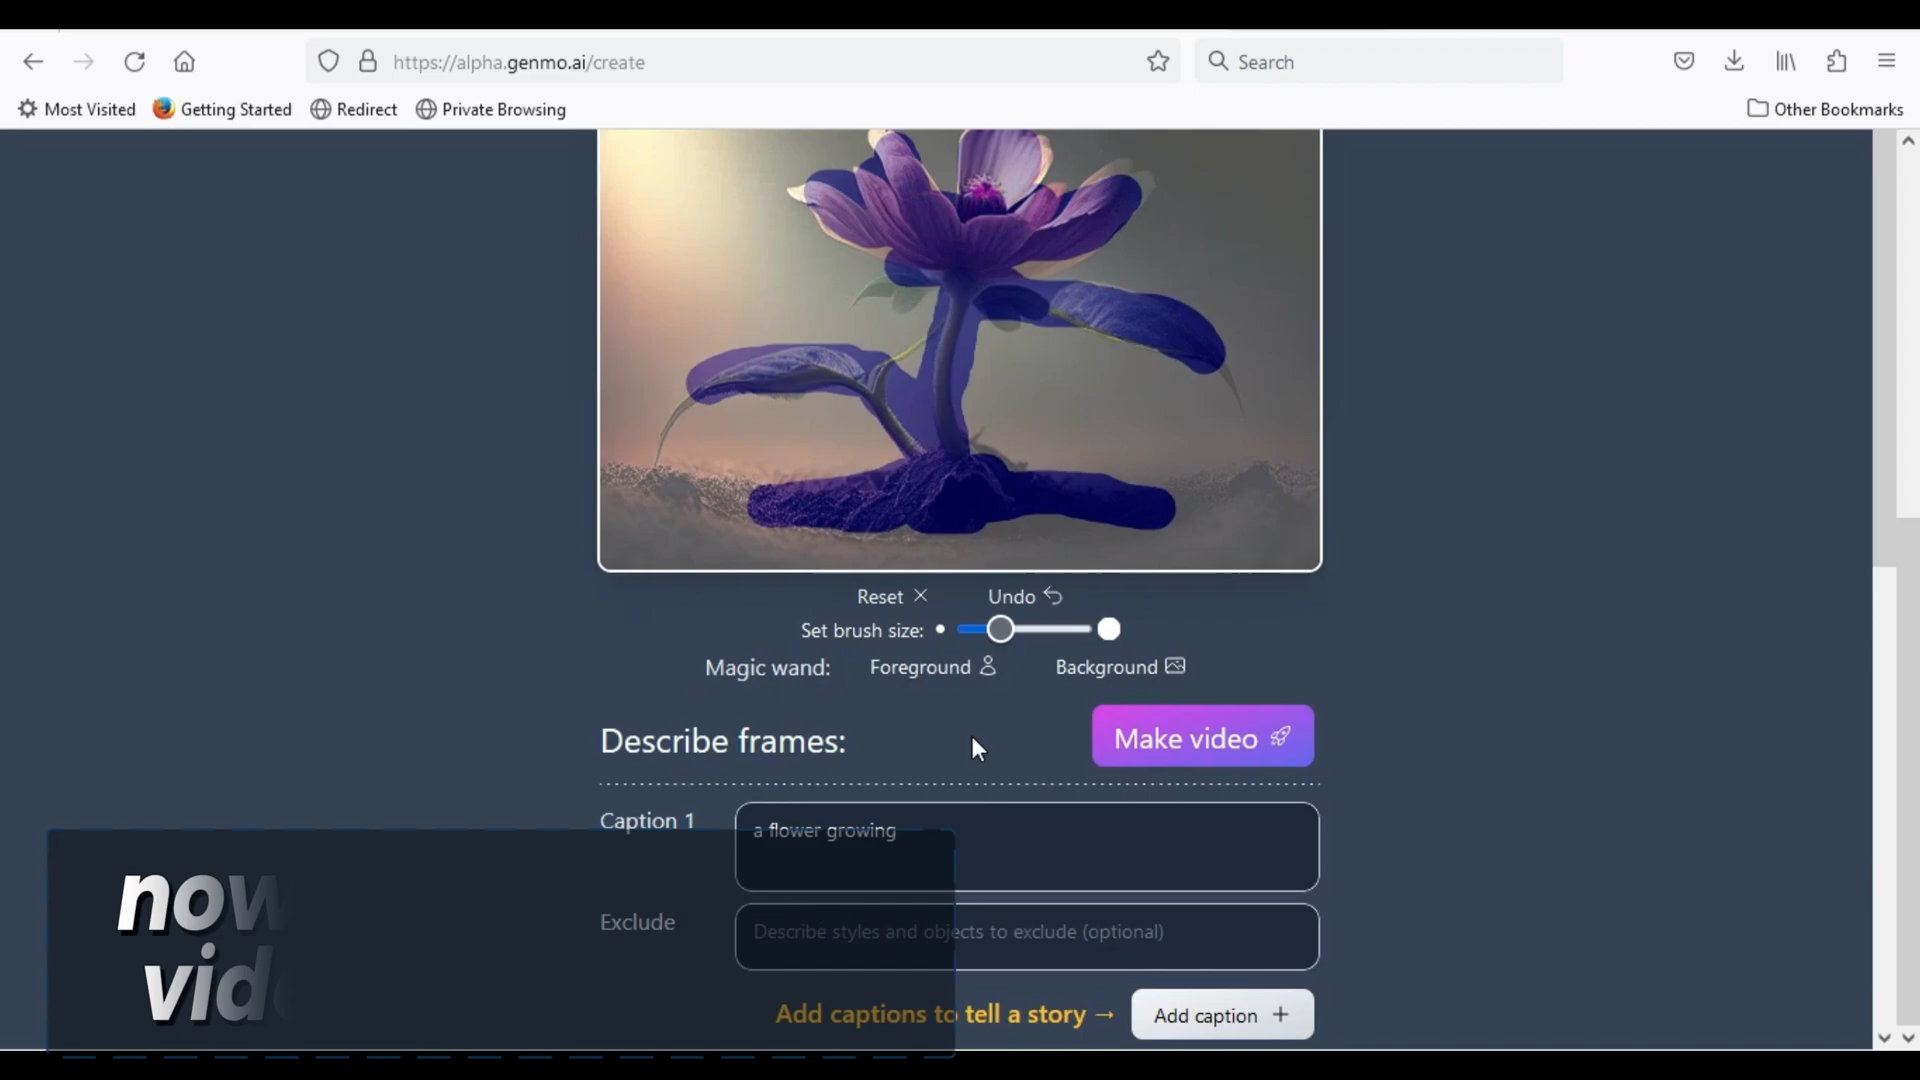 https://alpha.genmo.ai/create
Search
Most Visited
Getting Started
Redirect
Private Browsing
Other Bookmarks
Reset
Undo
Set brush size:
Magic wand:
Foreground
Background
Describe frames:
Make video
Caption 1
a flower growing
Exclude
Describe styles and objects to exclude (optional)
Add captions to tell a story →
Add caption +
now
vid